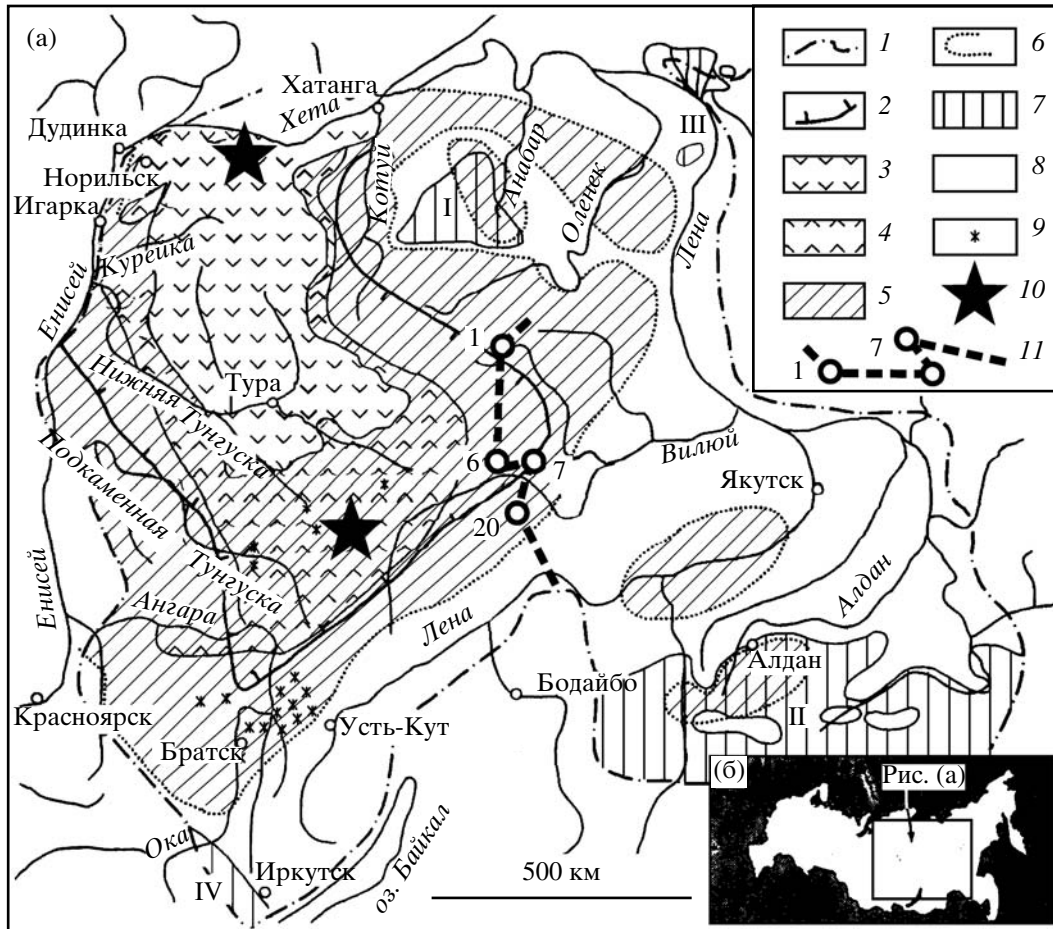 (а)
Хатанга
Хета
Дудинка
Норильск
Игарка
Котуй
Анабар
Оленек
III
I
Лена
Курейка
Енисей
1
Нижняя Тунгуска
Тура
Подкаменная Тунгуска
6
7
20
Вилюй
Якутск
Енисей
Ангара
Лена
Алдан
Алдан
Бодайбо
II
Красноярск
Усть-Кут
Братск
Ока
IV
Иркутск
оз. Байкал
500 км
1
2
3
4
5
6
7
8
9
10
11
1
7
(б)
Рис. (а)